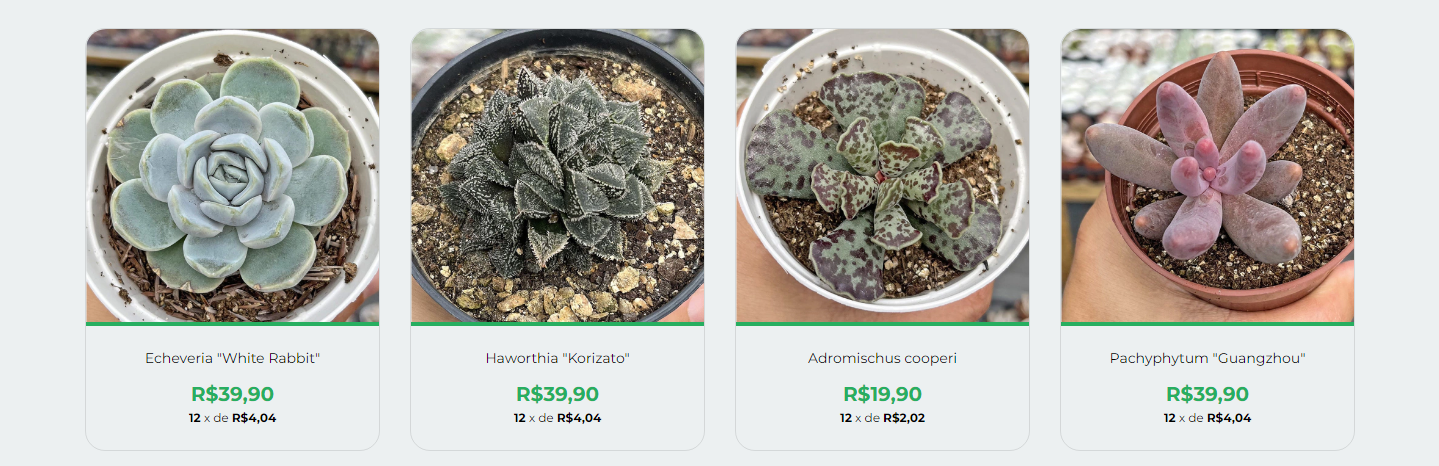 Echeveria "White Rabbit"
R$39,90
12 x de R$4,04
Haworthia "Korizato"
R$39,90
12 x de R$4,04
Adromischus cooperi
R$19,90
12 x de R$2,02
Pachyphytum "Guangzhou"
R$39,90
12 x de R$4,04